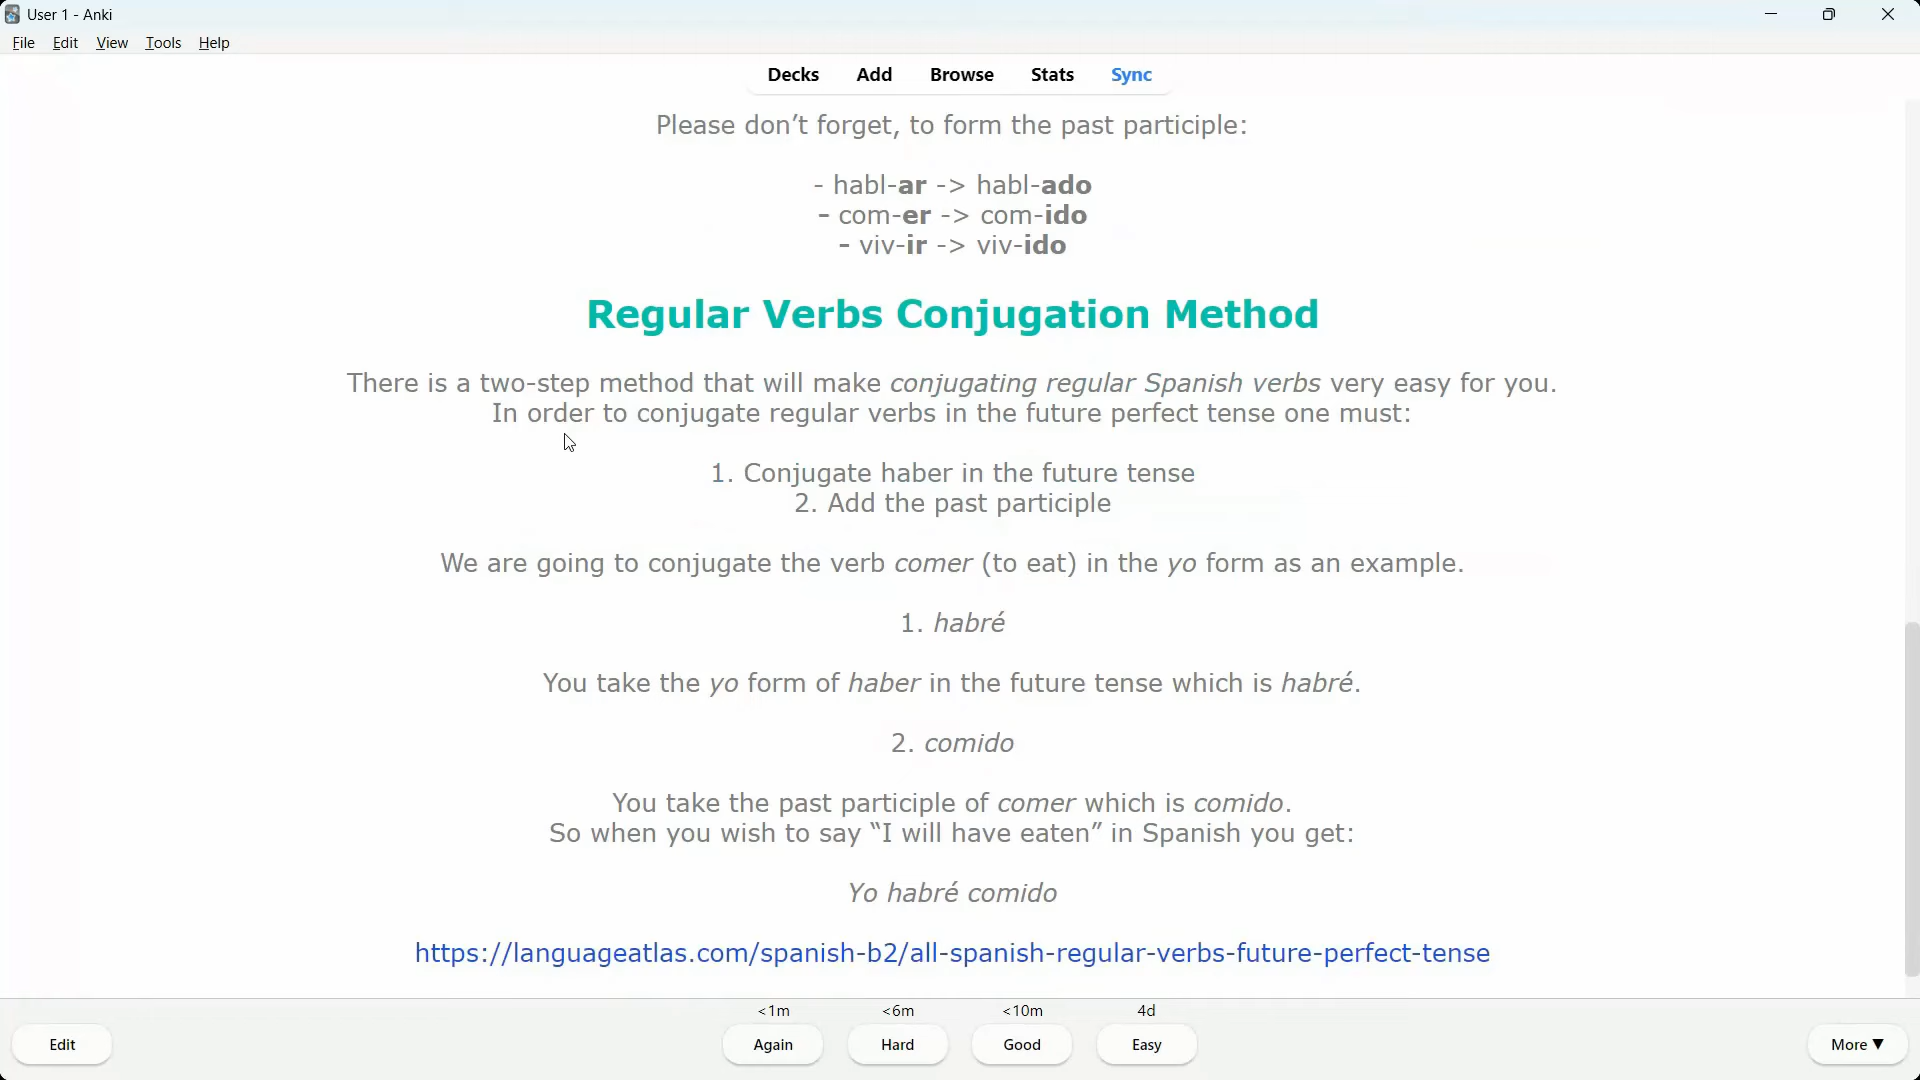 User 1 - Anki
File Edit View Tools Help
Decks Add Browse Stats Sync
Please don’t forget, to form the past participle:
- habl-ar -> habl-ado
- com-er -> com-ido
- viv-ir -> viv-ido
Regular Verbs Conjugation Method
There is a two-step method that will make conjugating regular Spanish verbs very easy for you.
In order to conjugate regular verbs in the future perfect tense one must:
1. Conjugate haber in the future tense
2. Add the past participle
We are going to conjugate the verb comer (to eat) in the yo form as an example.
1. habré
You take the yo form of haber in the future tense which is habré.
2. comido
You take the past participle of comer which is comido.
So when you wish to say “I will have eaten” in Spanish you get:
Yo habré comido
https://languageatlas.com/spanish-b2/all-spanish-regular-verbs-future-perfect-tense
<1m <6m <10m 4d
Edit Again Hard Good Easy More ▼